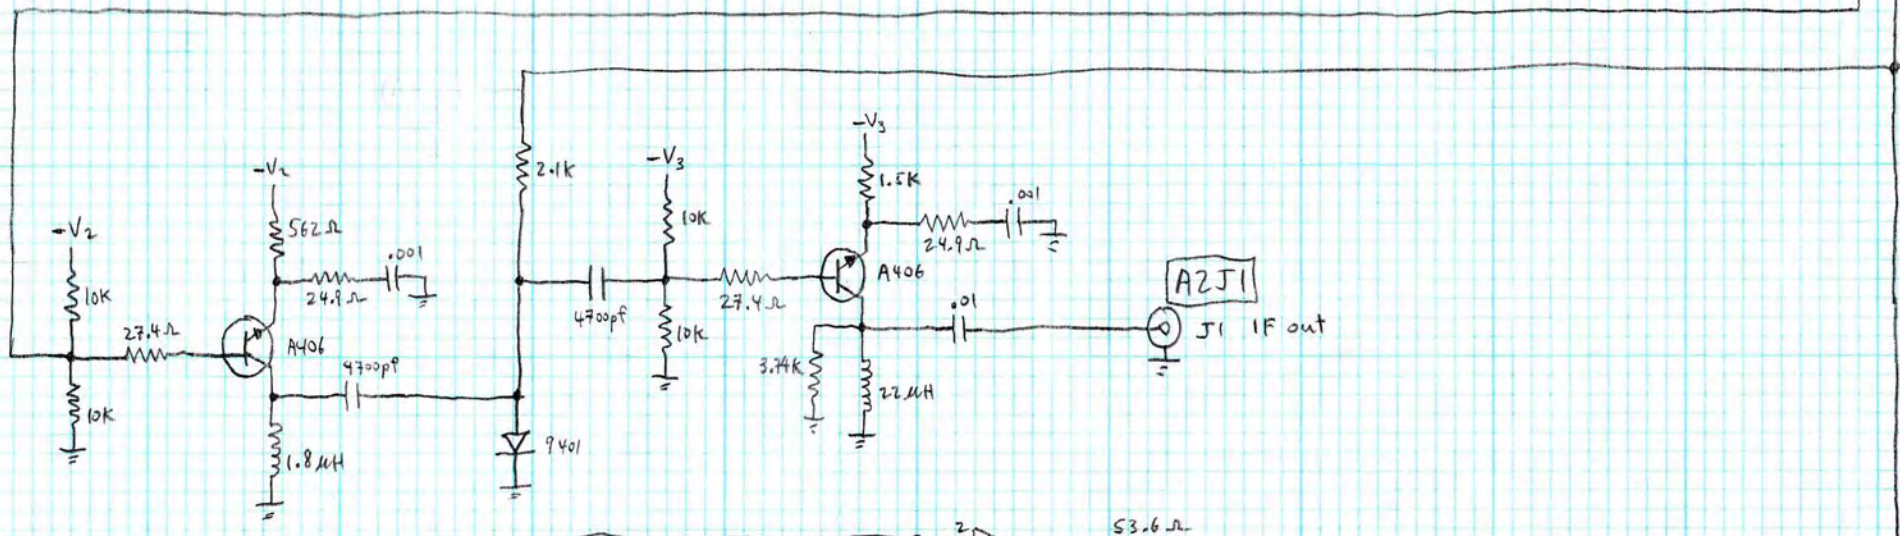 -V₂
10K
27.4Ω
10K
-V₂
562Ω
24.9Ω
.001
A406
4700pf
1.8μH
2.1K
9401
4700pf
-V₃
10K
10K
27.4Ω
-V₃
1.5K
24.9Ω
.001
A406
3.74K
22μH
.01
A2J1
J1 IF out
2
53.6Ω